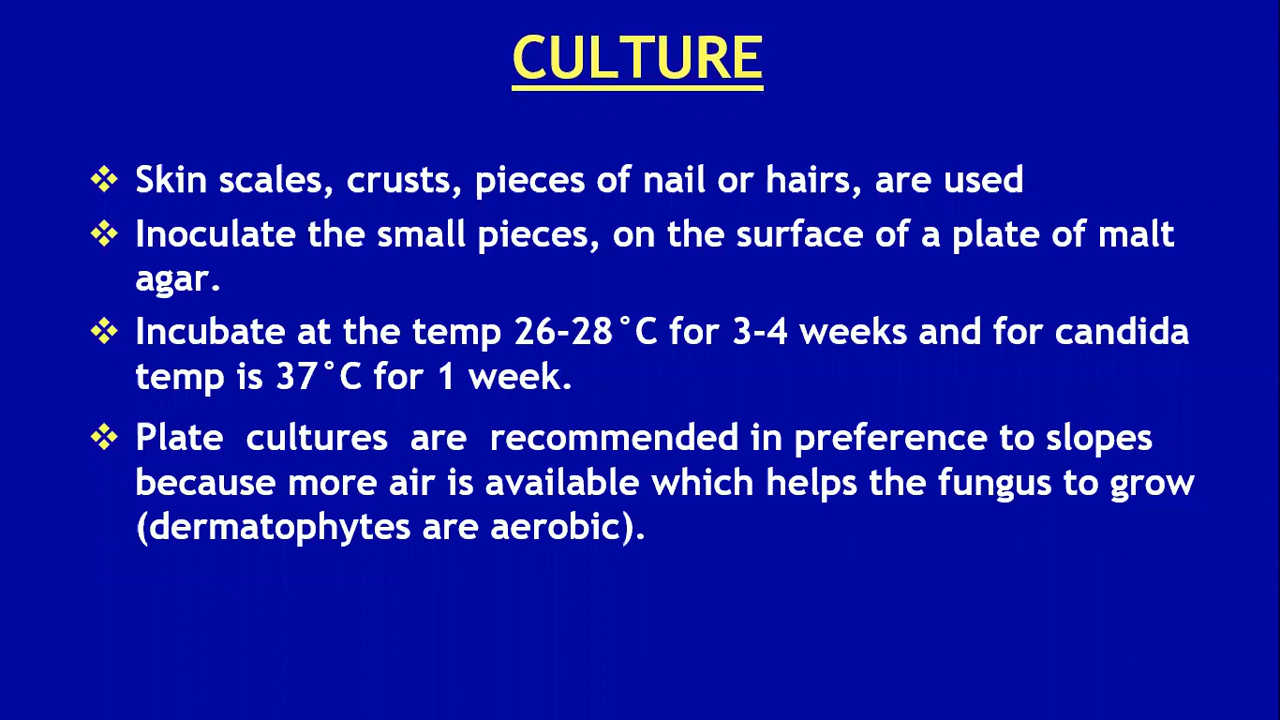 CULTURE
❖ Skin scales, crusts, pieces of nail or hairs, are used
❖ Inoculate the small pieces, on the surface of a plate of malt
agar.
❖ Incubate at the temp 26-28°C for 3-4 weeks and for candida
temp is 37°C for 1 week.
❖ Plate cultures are recommended in preference to slopes
because more air is available which helps the fungus to grow
(dermatophytes are aerobic).